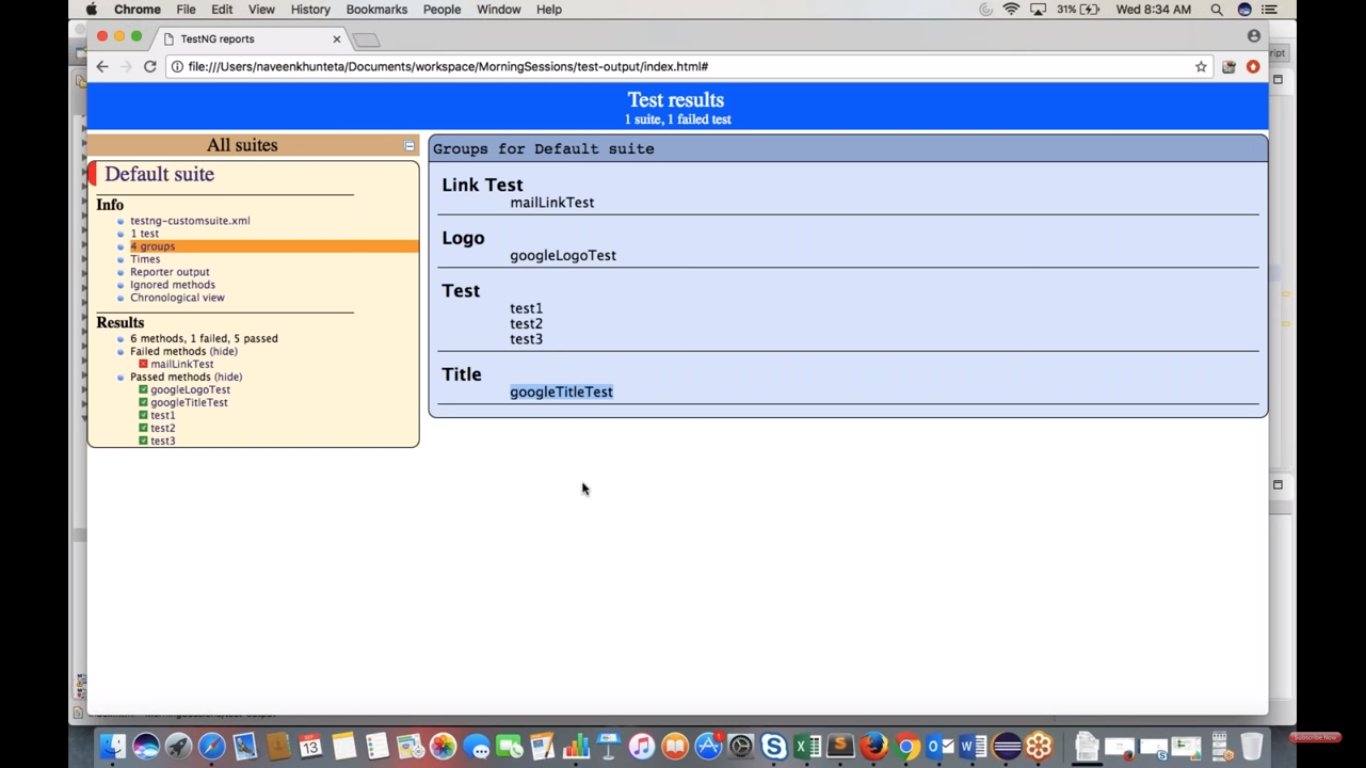 Chrome File Edit View History Bookmarks People Window Help 31% Wed 8:34 AM
TestNG reports
file:///Users/naveenkhunteta/Documents/workspace/MorningSessions/test-output/index.html#
Test results
1 suite, 1 failed test
All suites
Default suite
Info
testng-customsuite.xml
1 test
4 groups
Times
Reporter output
Ignored methods
Chronological view
Results
6 methods, 1 failed, 5 passed
Failed methods (hide)
mailLinkTest
Passed methods (hide)
googleLogoTest
googleTitleTest
test1
test2
test3
Groups for Default suite
Link Test
mailLinkTest
Logo
googleLogoTest
Test
test1
test2
test3
Title
googleTitleTest
13
Subscribe Now